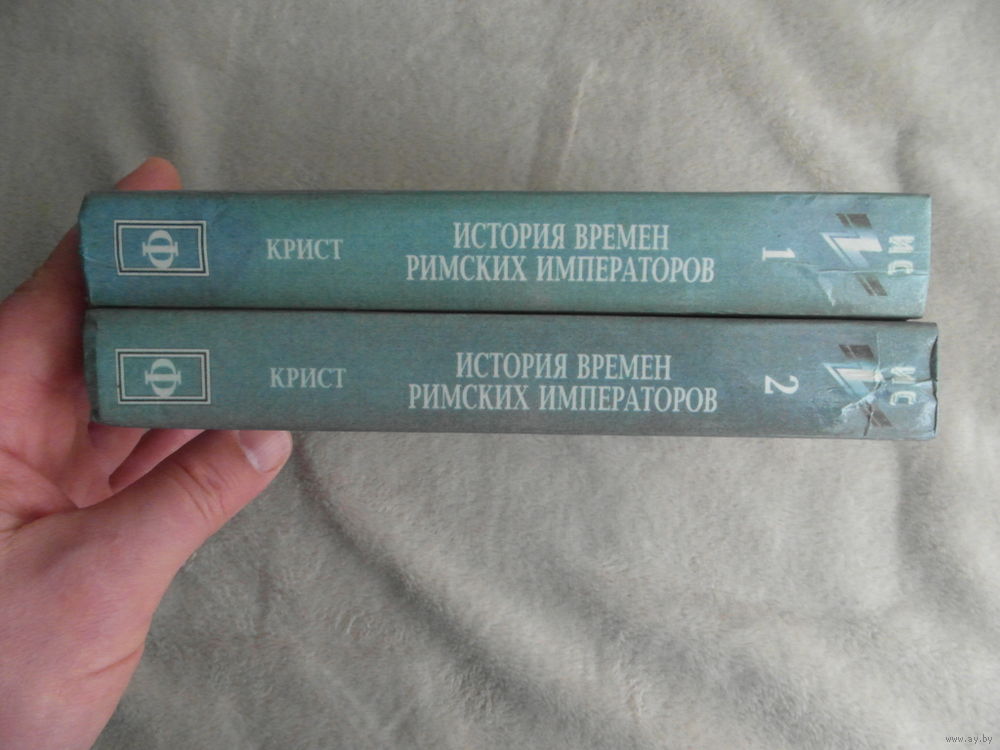 Ф
КРИСТ
ИСТОРИЯ ВРЕМЕН
РИМСКИХ ИМПЕРАТОРОВ
1
ИС
Ф
КРИСТ
ИСТОРИЯ ВРЕМЕН
РИМСКИХ ИМПЕРАТОРОВ
2
ИС
www.ay.by